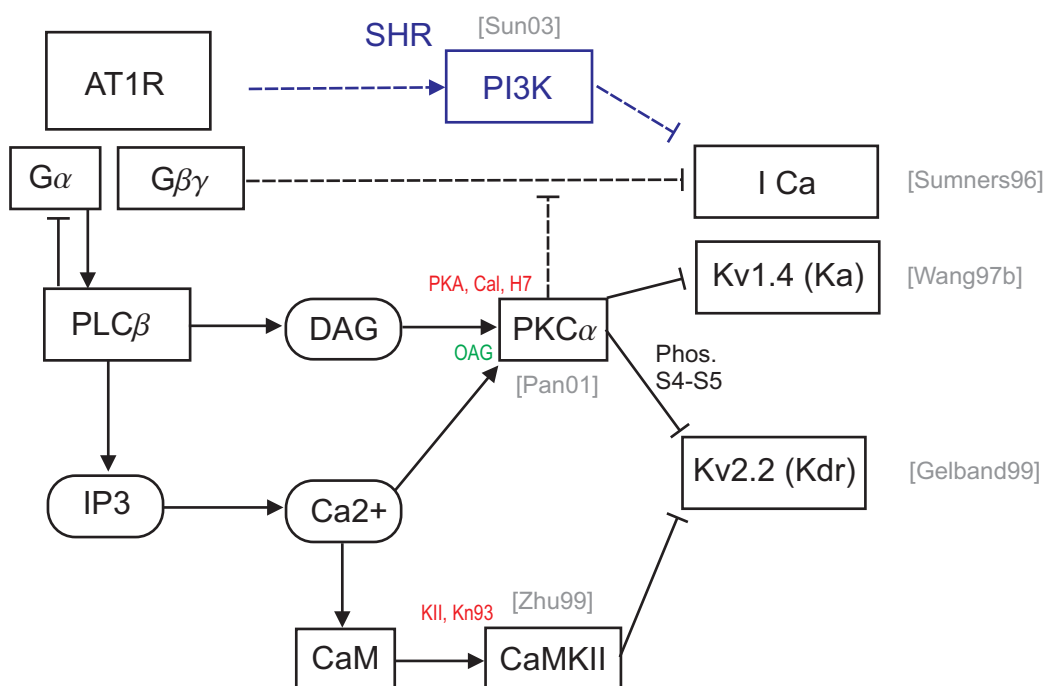 [Sun03]
SHR
AT1R
PI3K
Gα
Gβγ
I Ca
[Sumners96]
Kv1.4 (Ka)
[Wang97b]
PKA, Cal, H7
PLCβ
DAG
PKCα
OAG
Phos.
S4-S5
[Pan01]
Kv2.2 (Kdr)
[Gelband99]
IP3
Ca2+
[Zhu99]
KII, Kn93
CaM
CaMKII